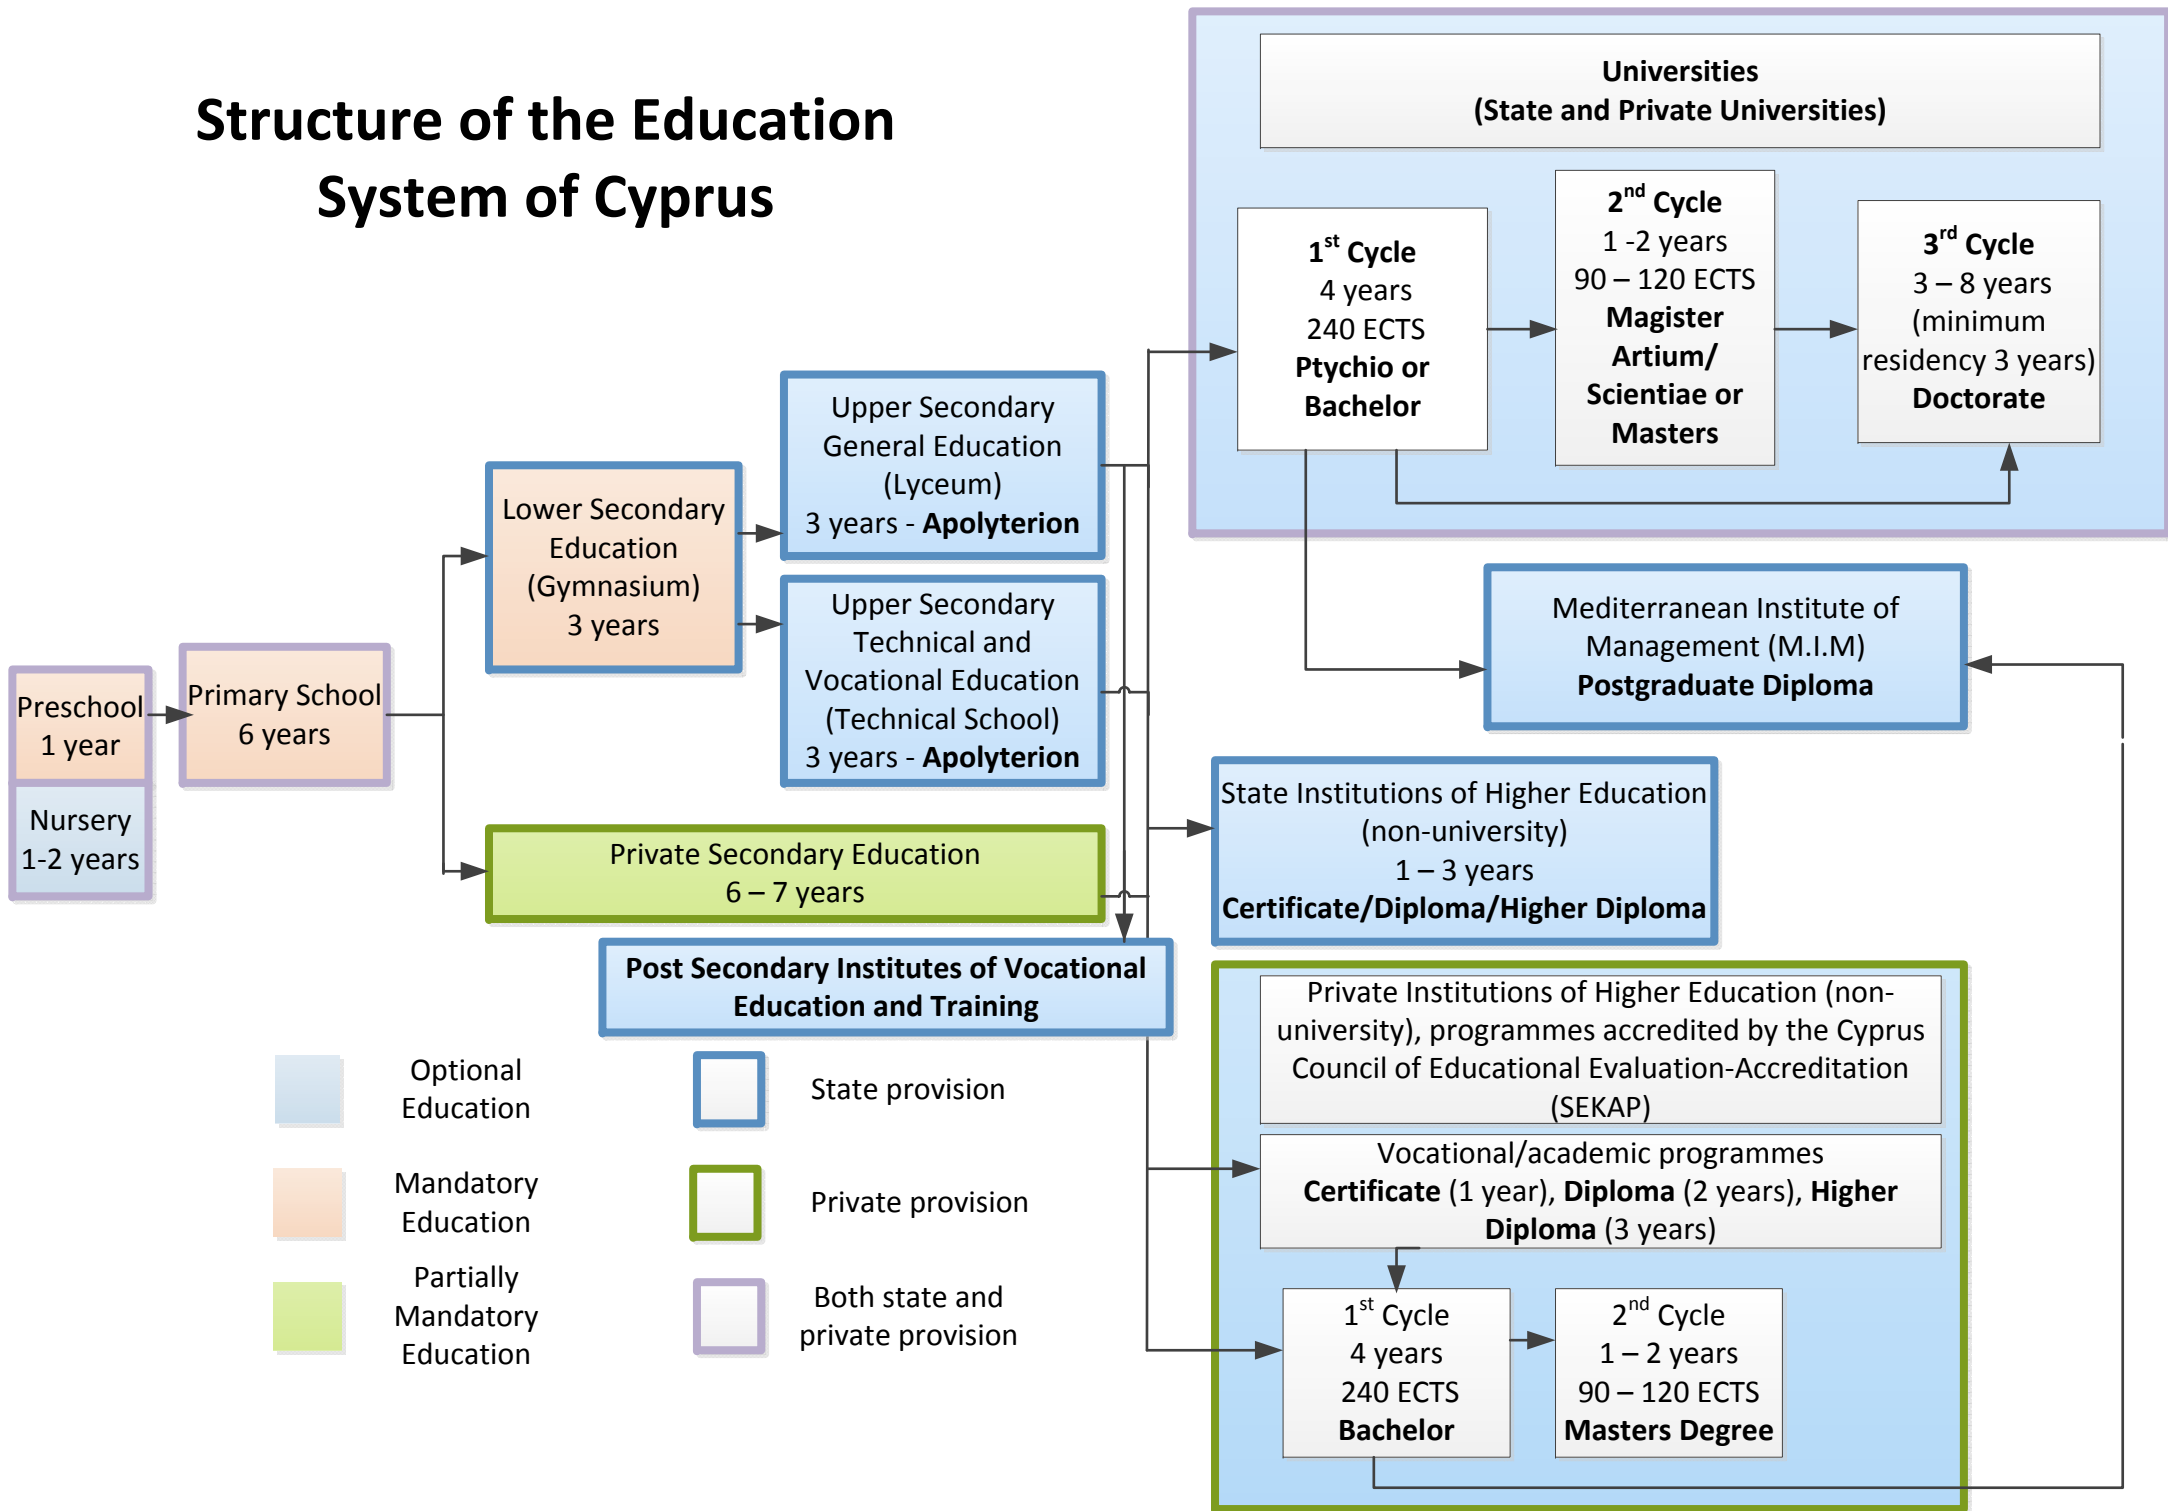 Structure of the Education
System of Cyprus
Universities
(State and Private Universities)
1st Cycle
4 years
240 ECTS
Ptychio or
Bachelor
2nd Cycle
1 -2 years
90 – 120 ECTS
Magister
Artium/
Scientiae or
Masters
3rd Cycle
3 – 8 years
(minimum
residency 3 years)
Doctorate
Upper Secondary
General Education
(Lyceum)
3 years - Apolyterion
Lower Secondary
Education
(Gymnasium)
3 years
Upper Secondary
Technical and
Vocational Education
(Technical School)
3 years - Apolyterion
Mediterranean Institute of
Management (M.I.M)
Postgraduate Diploma
Preschool
1 year
Primary School
6 years
Nursery
1-2 years
State Institutions of Higher Education
(non-university)
1 – 3 years
Certificate/Diploma/Higher Diploma
Private Secondary Education
6 – 7 years
Post Secondary Institutes of Vocational
Education and Training
Private Institutions of Higher Education (non-
university), programmes accredited by the Cyprus
Council of Educational Evaluation-Accreditation
(SEKAP)
Vocational/academic programmes
Certificate (1 year), Diploma (2 years), Higher
Diploma (3 years)
1st Cycle
4 years
240 ECTS
Bachelor
2nd Cycle
1 – 2 years
90 – 120 ECTS
Masters Degree
Optional
Education
State provision
Mandatory
Education
Private provision
Partially
Mandatory
Education
Both state and
private provision